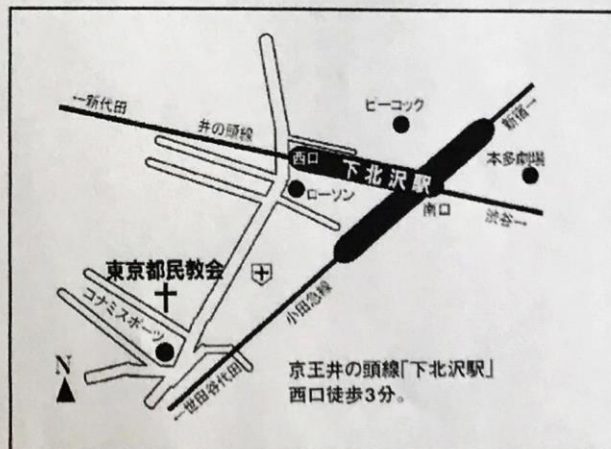 ←新代田
井の頭線
ピーコック
新宿→
西口
下北沢駅
本多劇場
ローソン
南口
渋谷→
東京都民教会
コナミスポーツ
小田急線
N
←世田谷代田
京王井の頭線「下北沢駅」
西口徒歩3分。